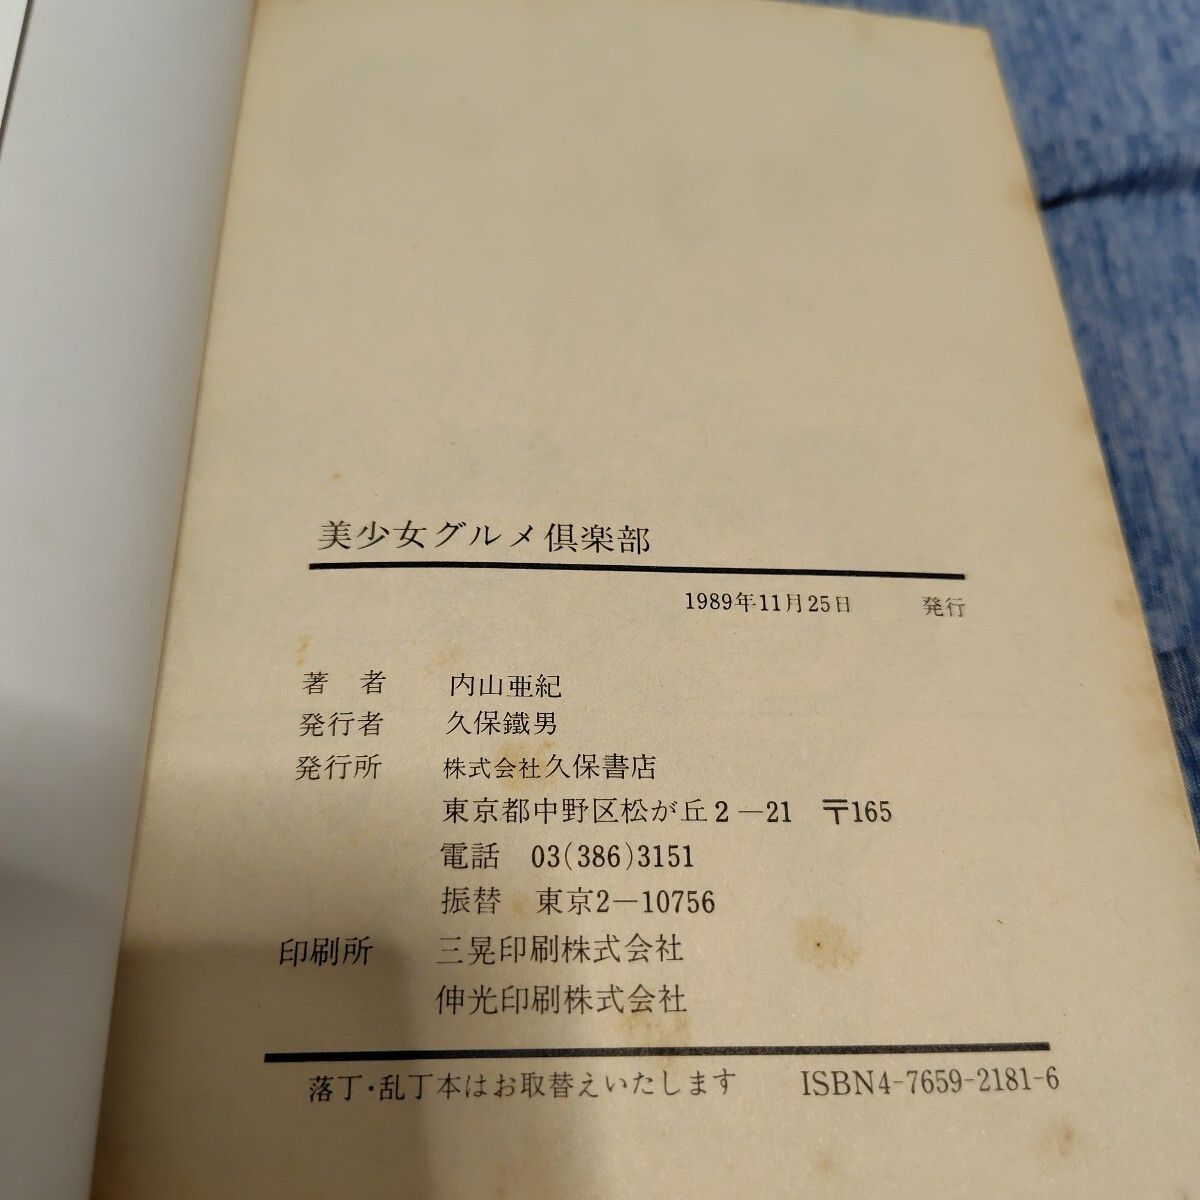 美少女グルメ倶楽部
1989年11月25日 発行
著 者 内山亜紀
発行者 久保鐵男
発行所 株式会社久保書店
東京都中野区松が丘2-21 〒165
電話 03(386)3151
振替 東京2-10756
印刷所 三晃印刷株式会社
伸光印刷株式会社
落丁・乱丁本はお取替えいたします ISBN4-7659-2181-6